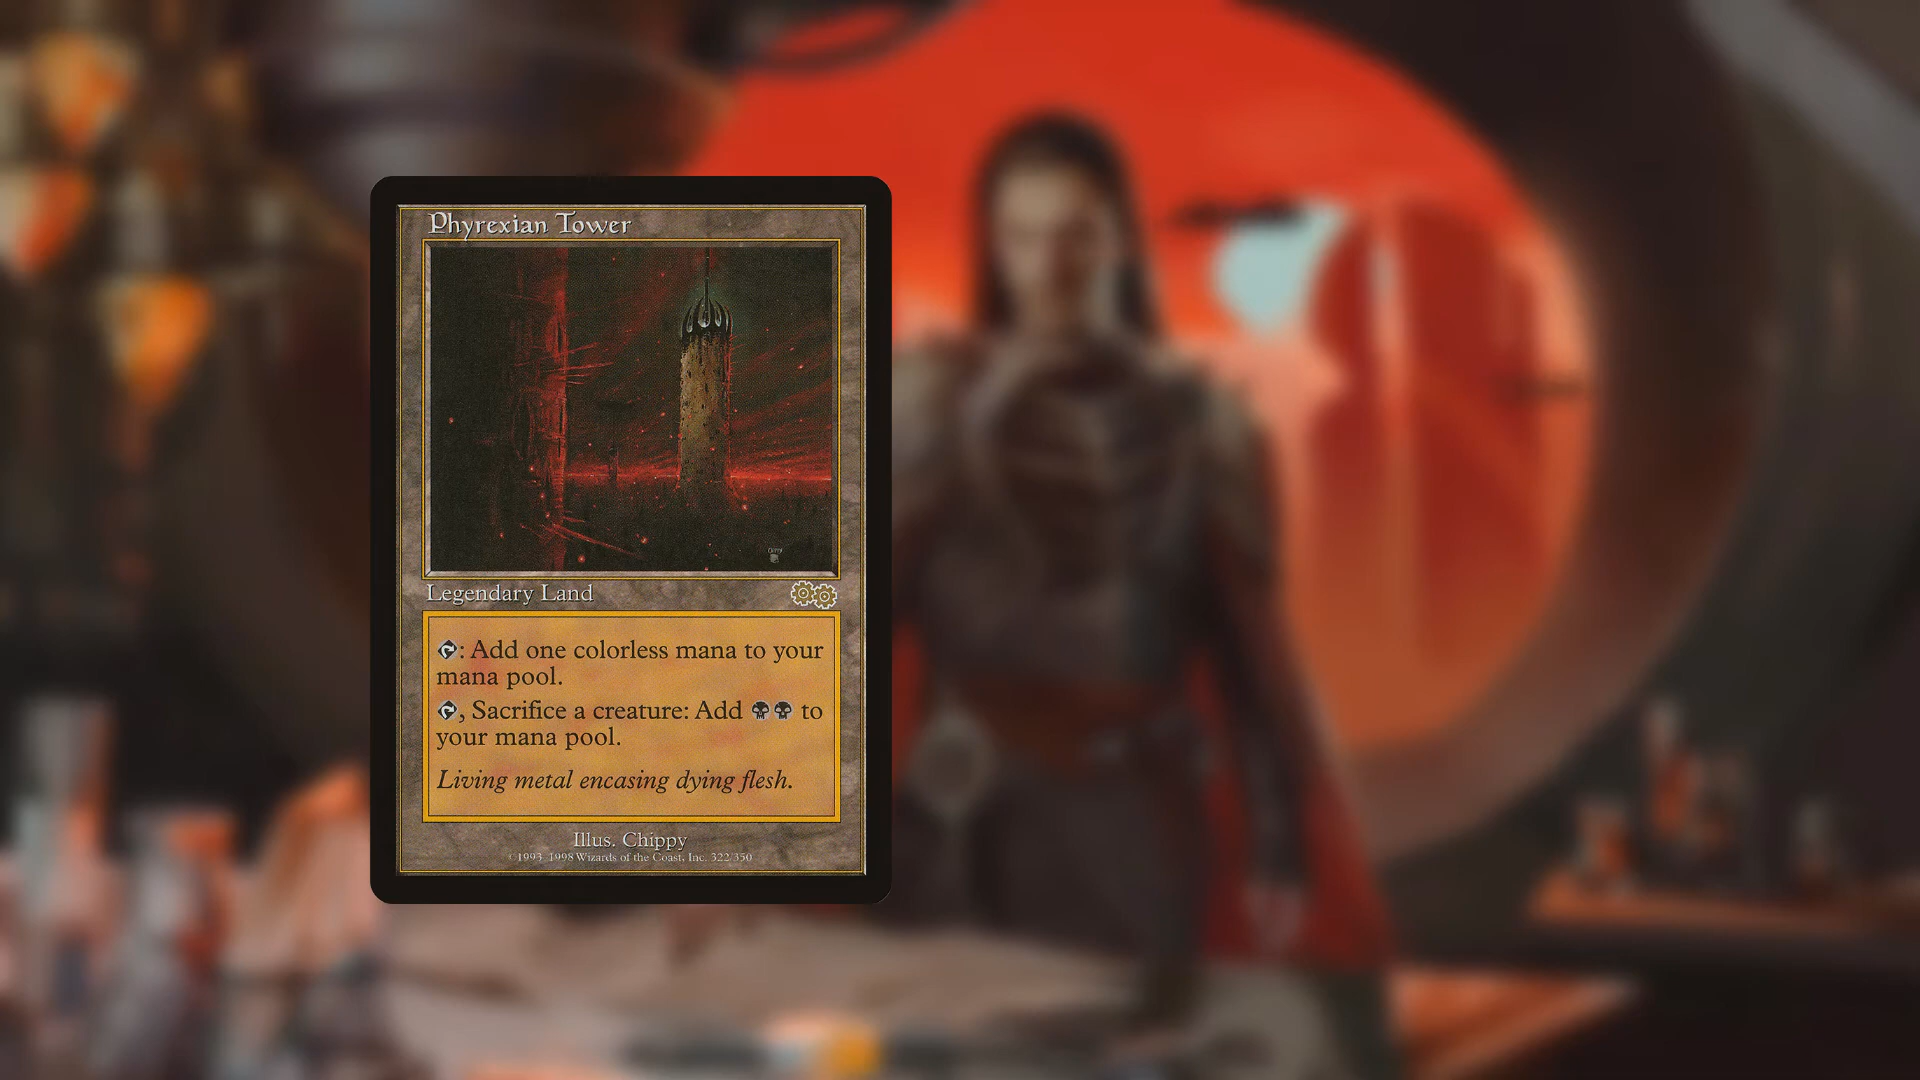 Phyrexian Tower
Legendary Land
: Add one colorless mana to your
mana pool.
, Sacrifice a creature: Add to
your mana pool.
Living metal encasing dying flesh.
Illus. Chippy
©1993-1998 Wizards of the Coast, Inc. 322/350